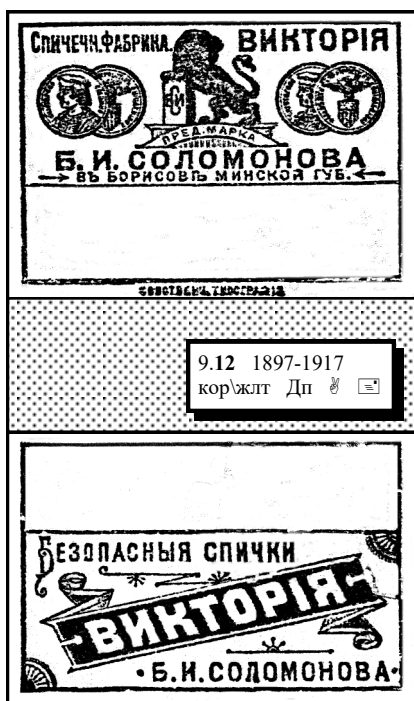 СПИЧЕЧН. ФАБРИКА. ВИКТОРІЯ
ПРЕД. МАРКА
Б. И. СОЛОМОНОВА
ВЪ БОРИСОВѢ МИНСКОЙ ГУБ.
9.12 1897-1917
кор\жлт Дп ✌
БЕЗОПАСНЫЯ СПИЧКИ
ВИКТОРІЯ
Б. И. СОЛОМОНОВА